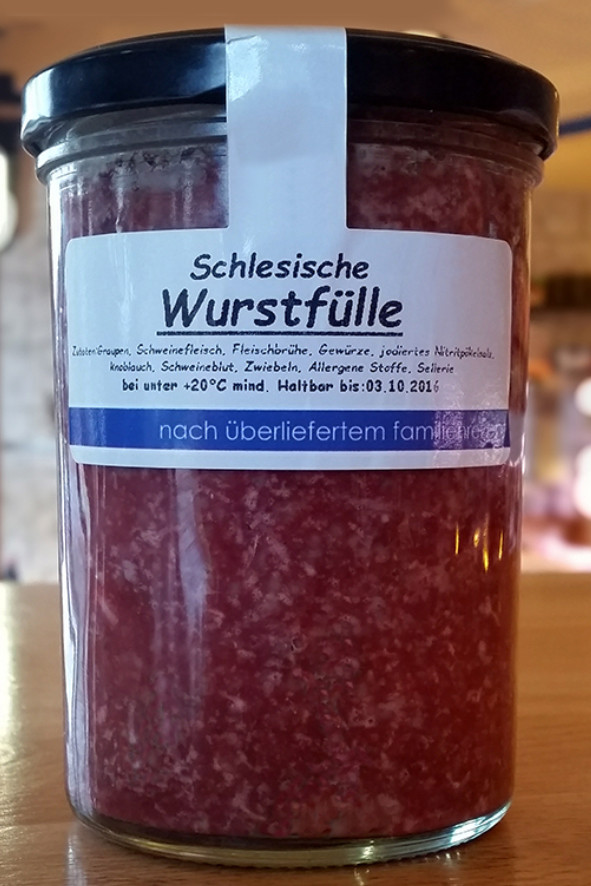 Schlesische
Wurstfülle
Zutaten:Graupen, Schweinefleisch, Fleischbrühe, Gewürze, jodiertes Nitritpökelsalz,
knoblauch, Schweineblut, Zwiebeln, Allergene Stoffe, Sellerie
bei unter +20°C mind. Haltbar bis:03.10.2016
nach überliefertem